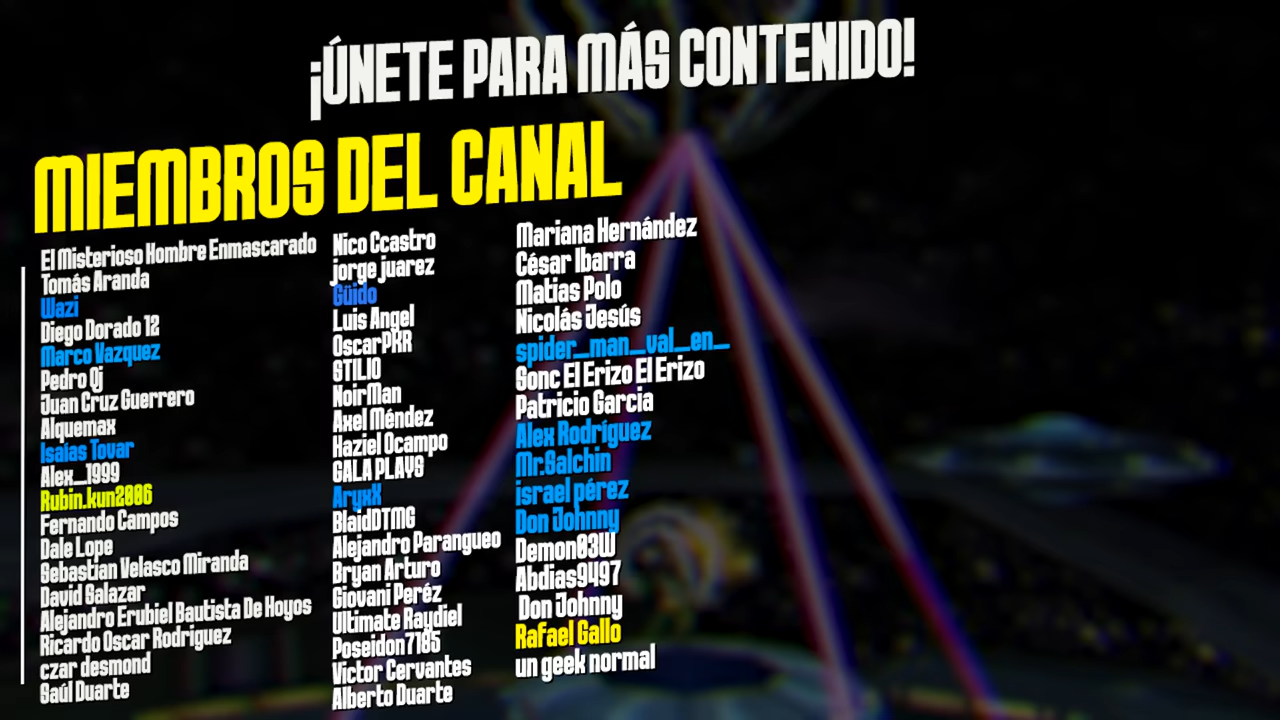 ¡ÚNETE PARA MÁS CONTENIDO!
MIEMBROS DEL CANAL
El Misterioso Hombre Enmascarado
Tomás Aranda
Wazi
Diego Dorado 12
Marco Vazquez
Pedro Qj
Juan Cruz Guerrero
Alquemax
Isaías Tovar
Alex_1999
Rubin.kun2006
Fernando Campos
Dale Lope
Sebastian Velasco Miranda
David Salazar
Alejandro Erubiel Bautista De Hoyos
Ricardo Oscar Rodriguez
czar desmond
Saúl Duarte
Nico Ccastro
jorge juarez
Güido
Luis Angel
OscarPKR
STILIO
NoirMan
Axel Méndez
Haziel Ocampo
GALA PLAYS
AryxX
BlaidDTMG
Alejandro Parangueo
Bryan Arturo
Giovani Peréz
Ultimate Raydiel
Poseidon7185
Victor Cervantes
Alberto Duarte
Mariana Hernández
César Ibarra
Matias Polo
Nicolás Jesús
spider_man_val_en_
Sonc El Erizo El Erizo
Patricio Garcia
Alex Rodríguez
Mr.Salchin
israel pérez
Don Johnny
Demon03W
Abdias9497
Don Johnny
Rafael Gallo
un geek normal